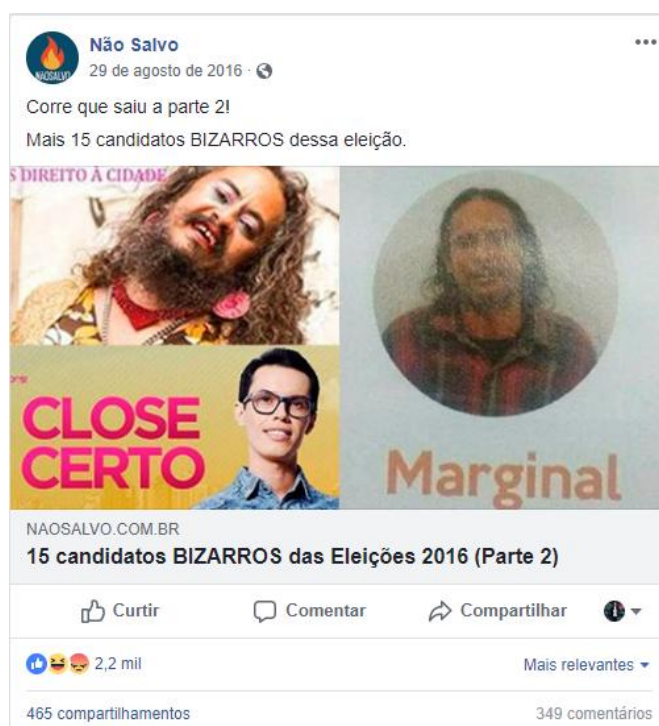 Não Salvo
29 de agosto de 2016
Corre que saiu a parte 2!
Mais 15 candidatos BIZARROS dessa eleição.
NÃOSALVO
S DIREITO À CIDADE
CLOSE
CERTO
Marginal
NAOSALVO.COM.BR
15 candidatos BIZARROS das Eleições 2016 (Parte 2)
Curtir Comentar Compartilhar
2,2 mil Mais relevantes
465 compartilhamentos 349 comentários